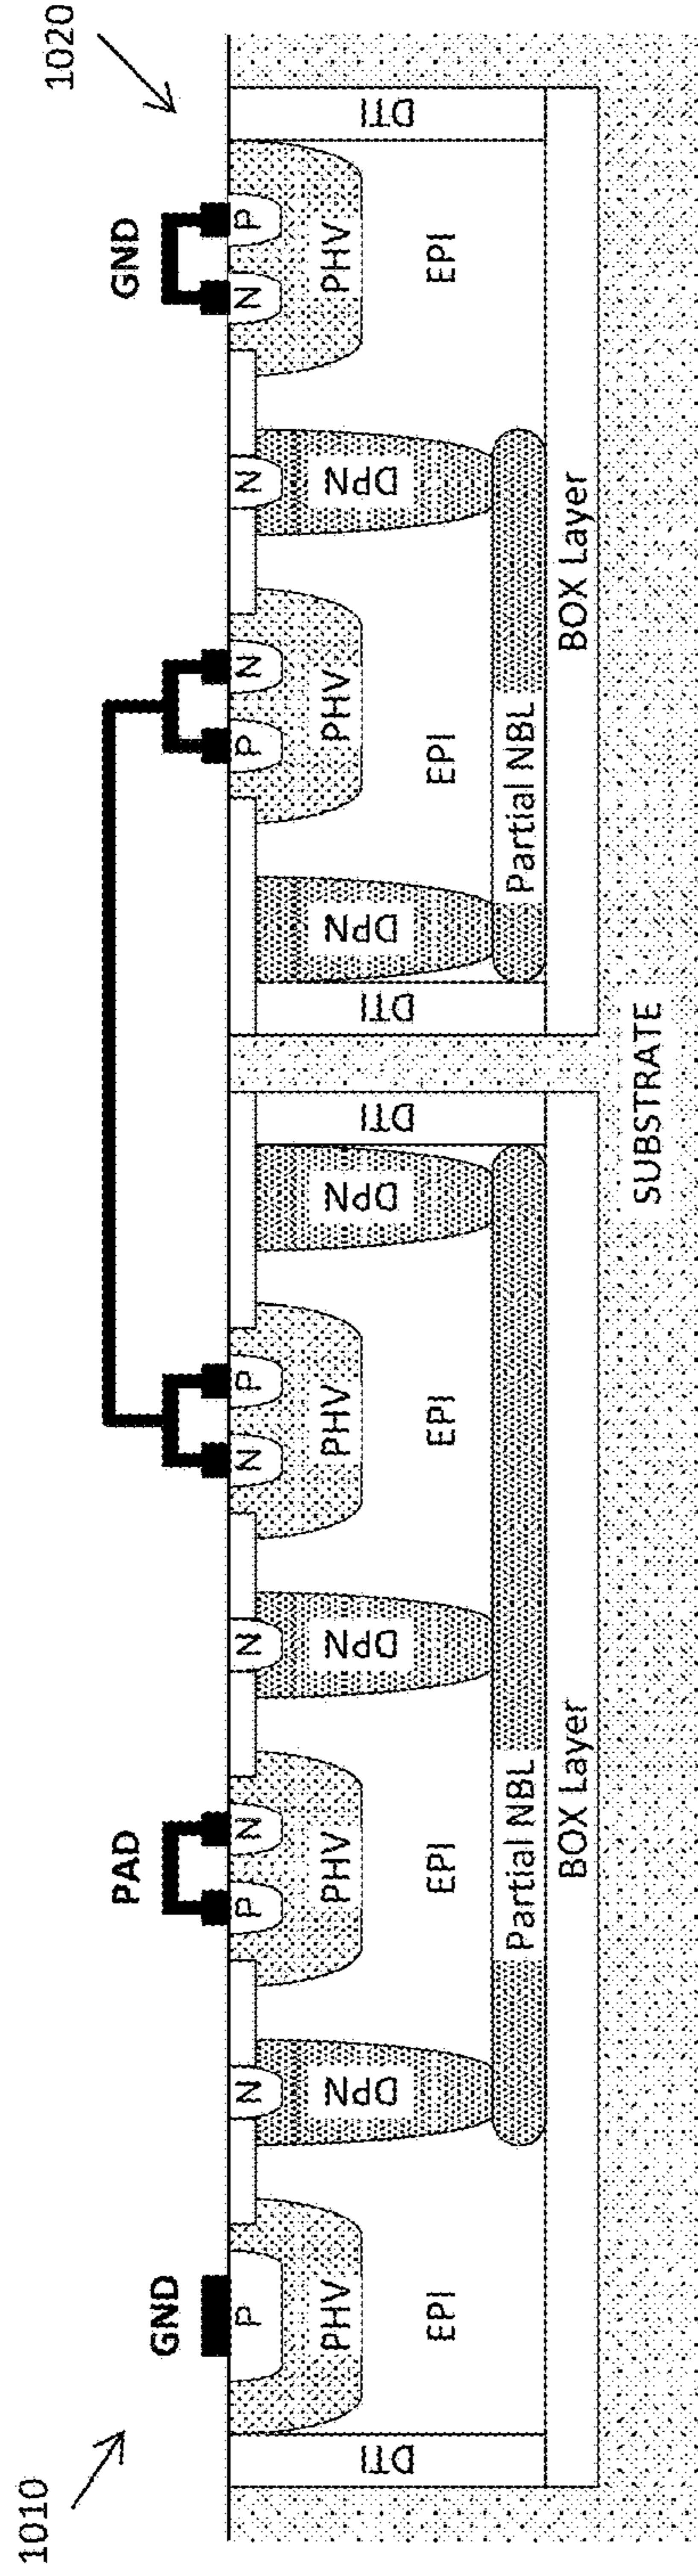 1010
1020
PAD
GND
GND
P
N
P
N
N
N
P
P
N
N
N
P
PHV
DPN
PHV
DPN
PHV
DPN
DPN
PHV
DPN
PHV
DTI
DTI
DTI
DTI
EPI
EPI
EPI
EPI
EPI
Partial NBL
Partial NBL
BOX Layer
BOX Layer
SUBSTRATE